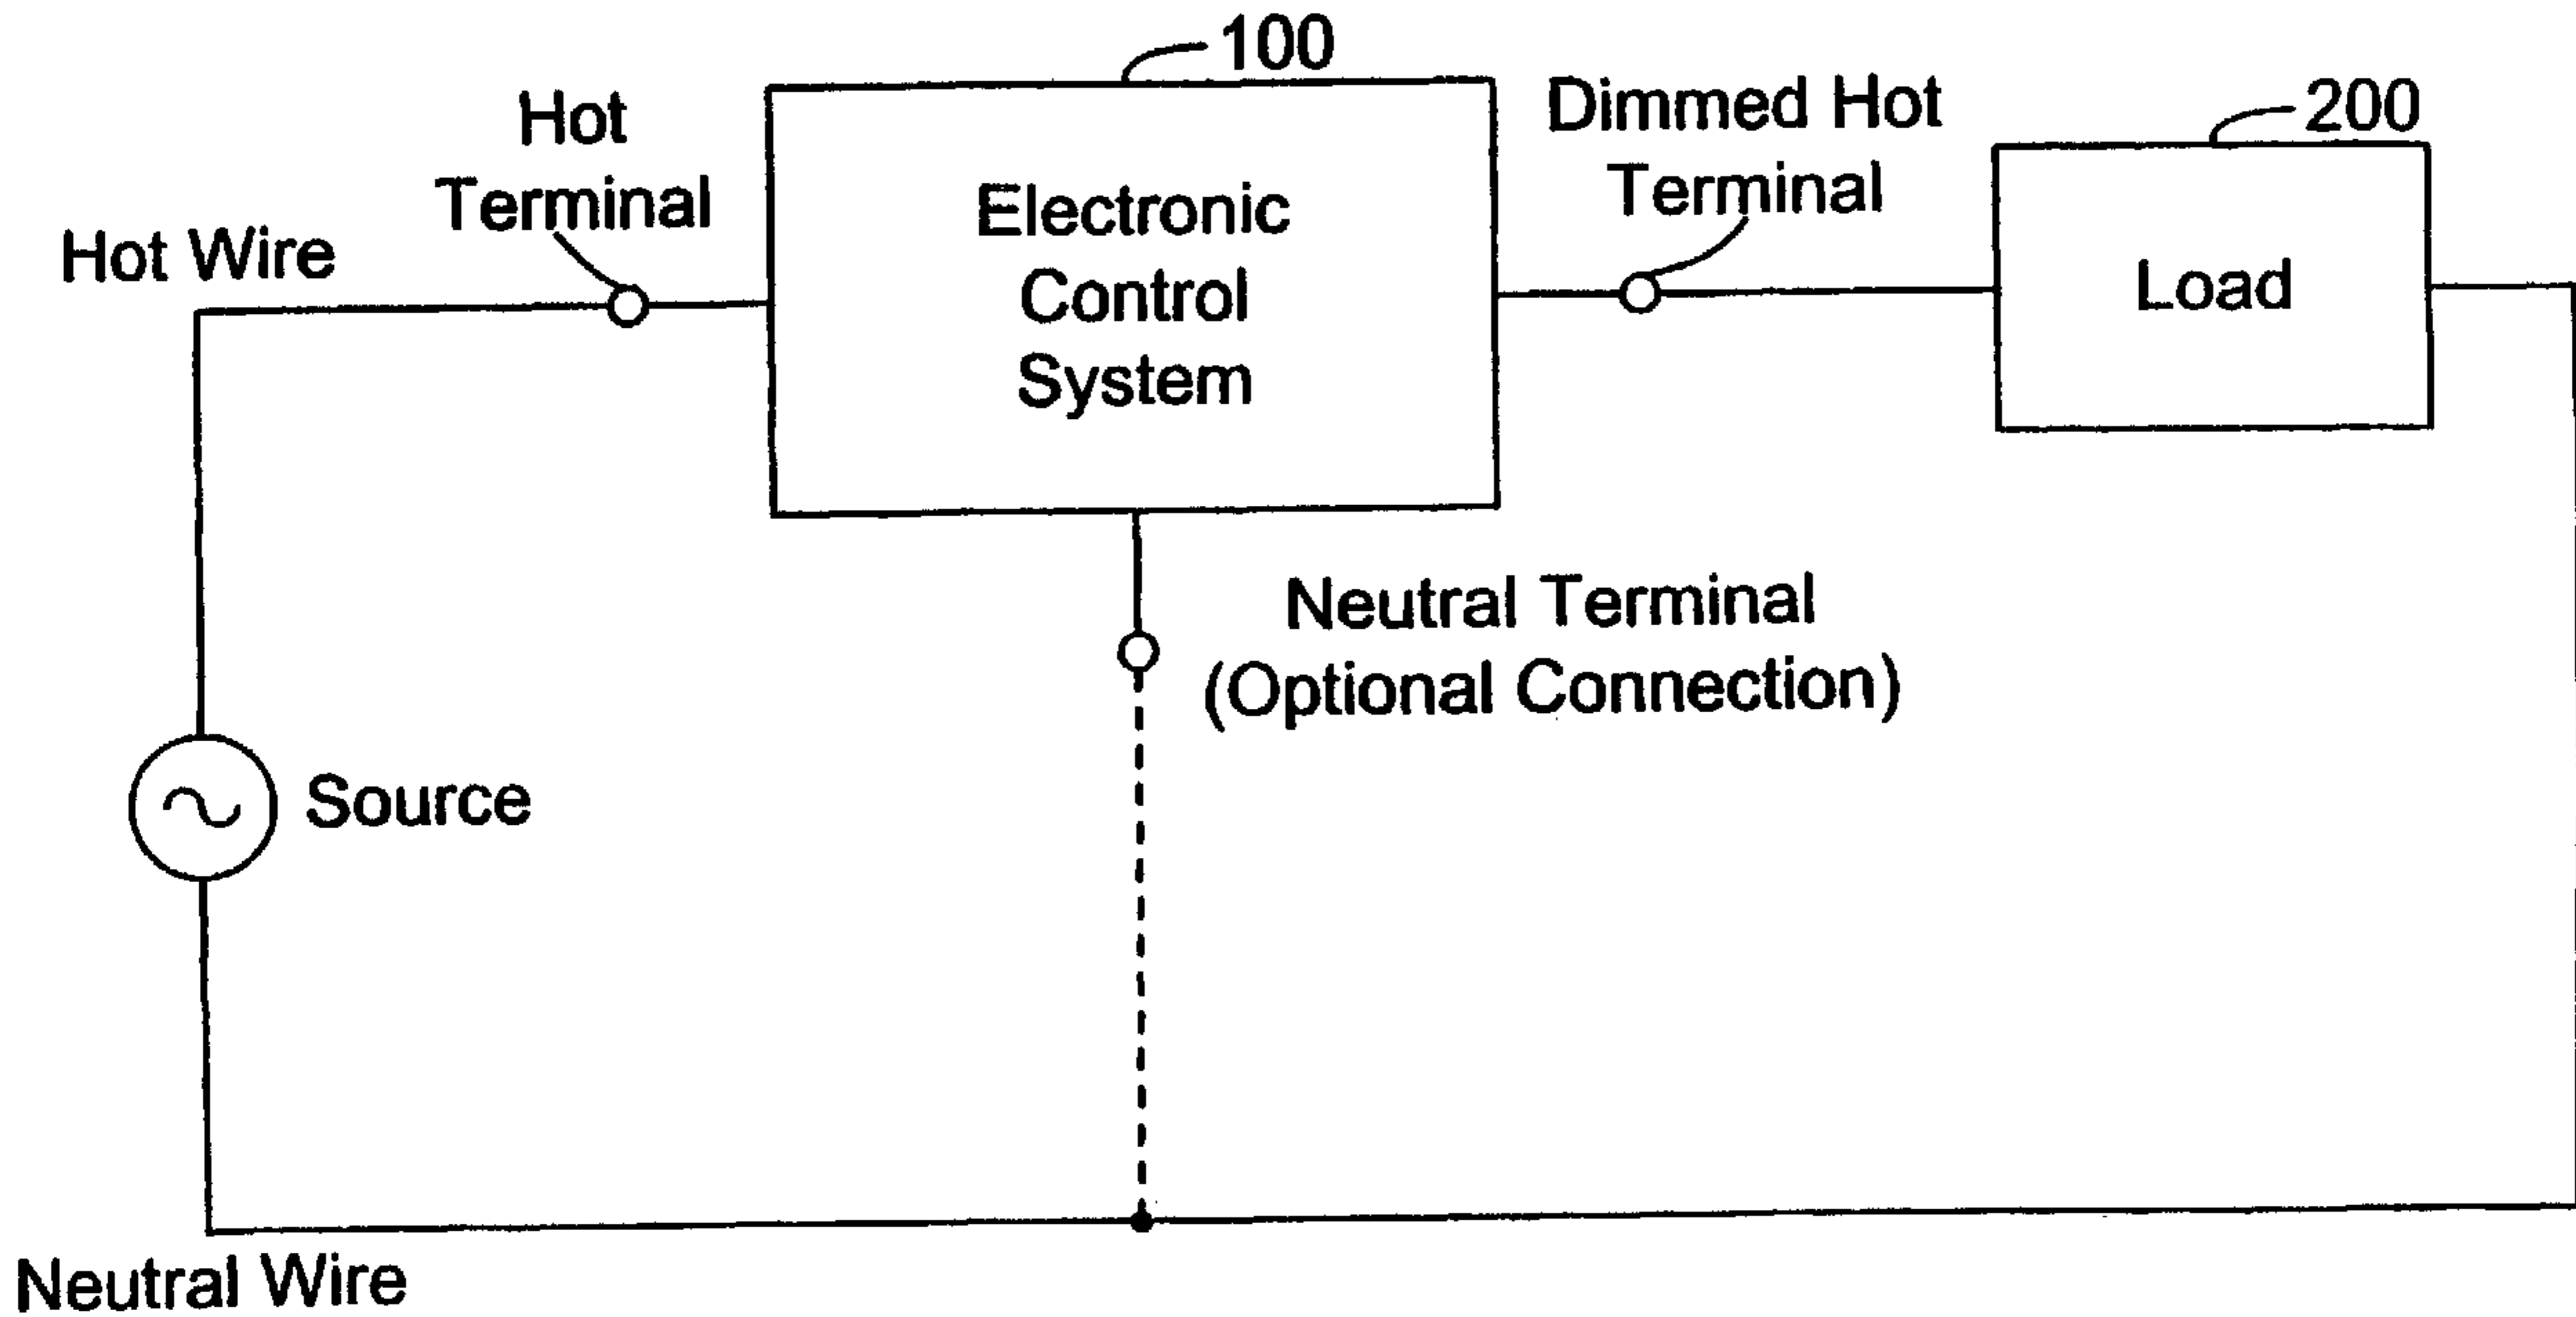 100
Hot
Terminal
Dimmed Hot
Terminal
200
Hot Wire
Electronic
Control
System
Load
Neutral Terminal
(Optional Connection)
Source
Neutral Wire